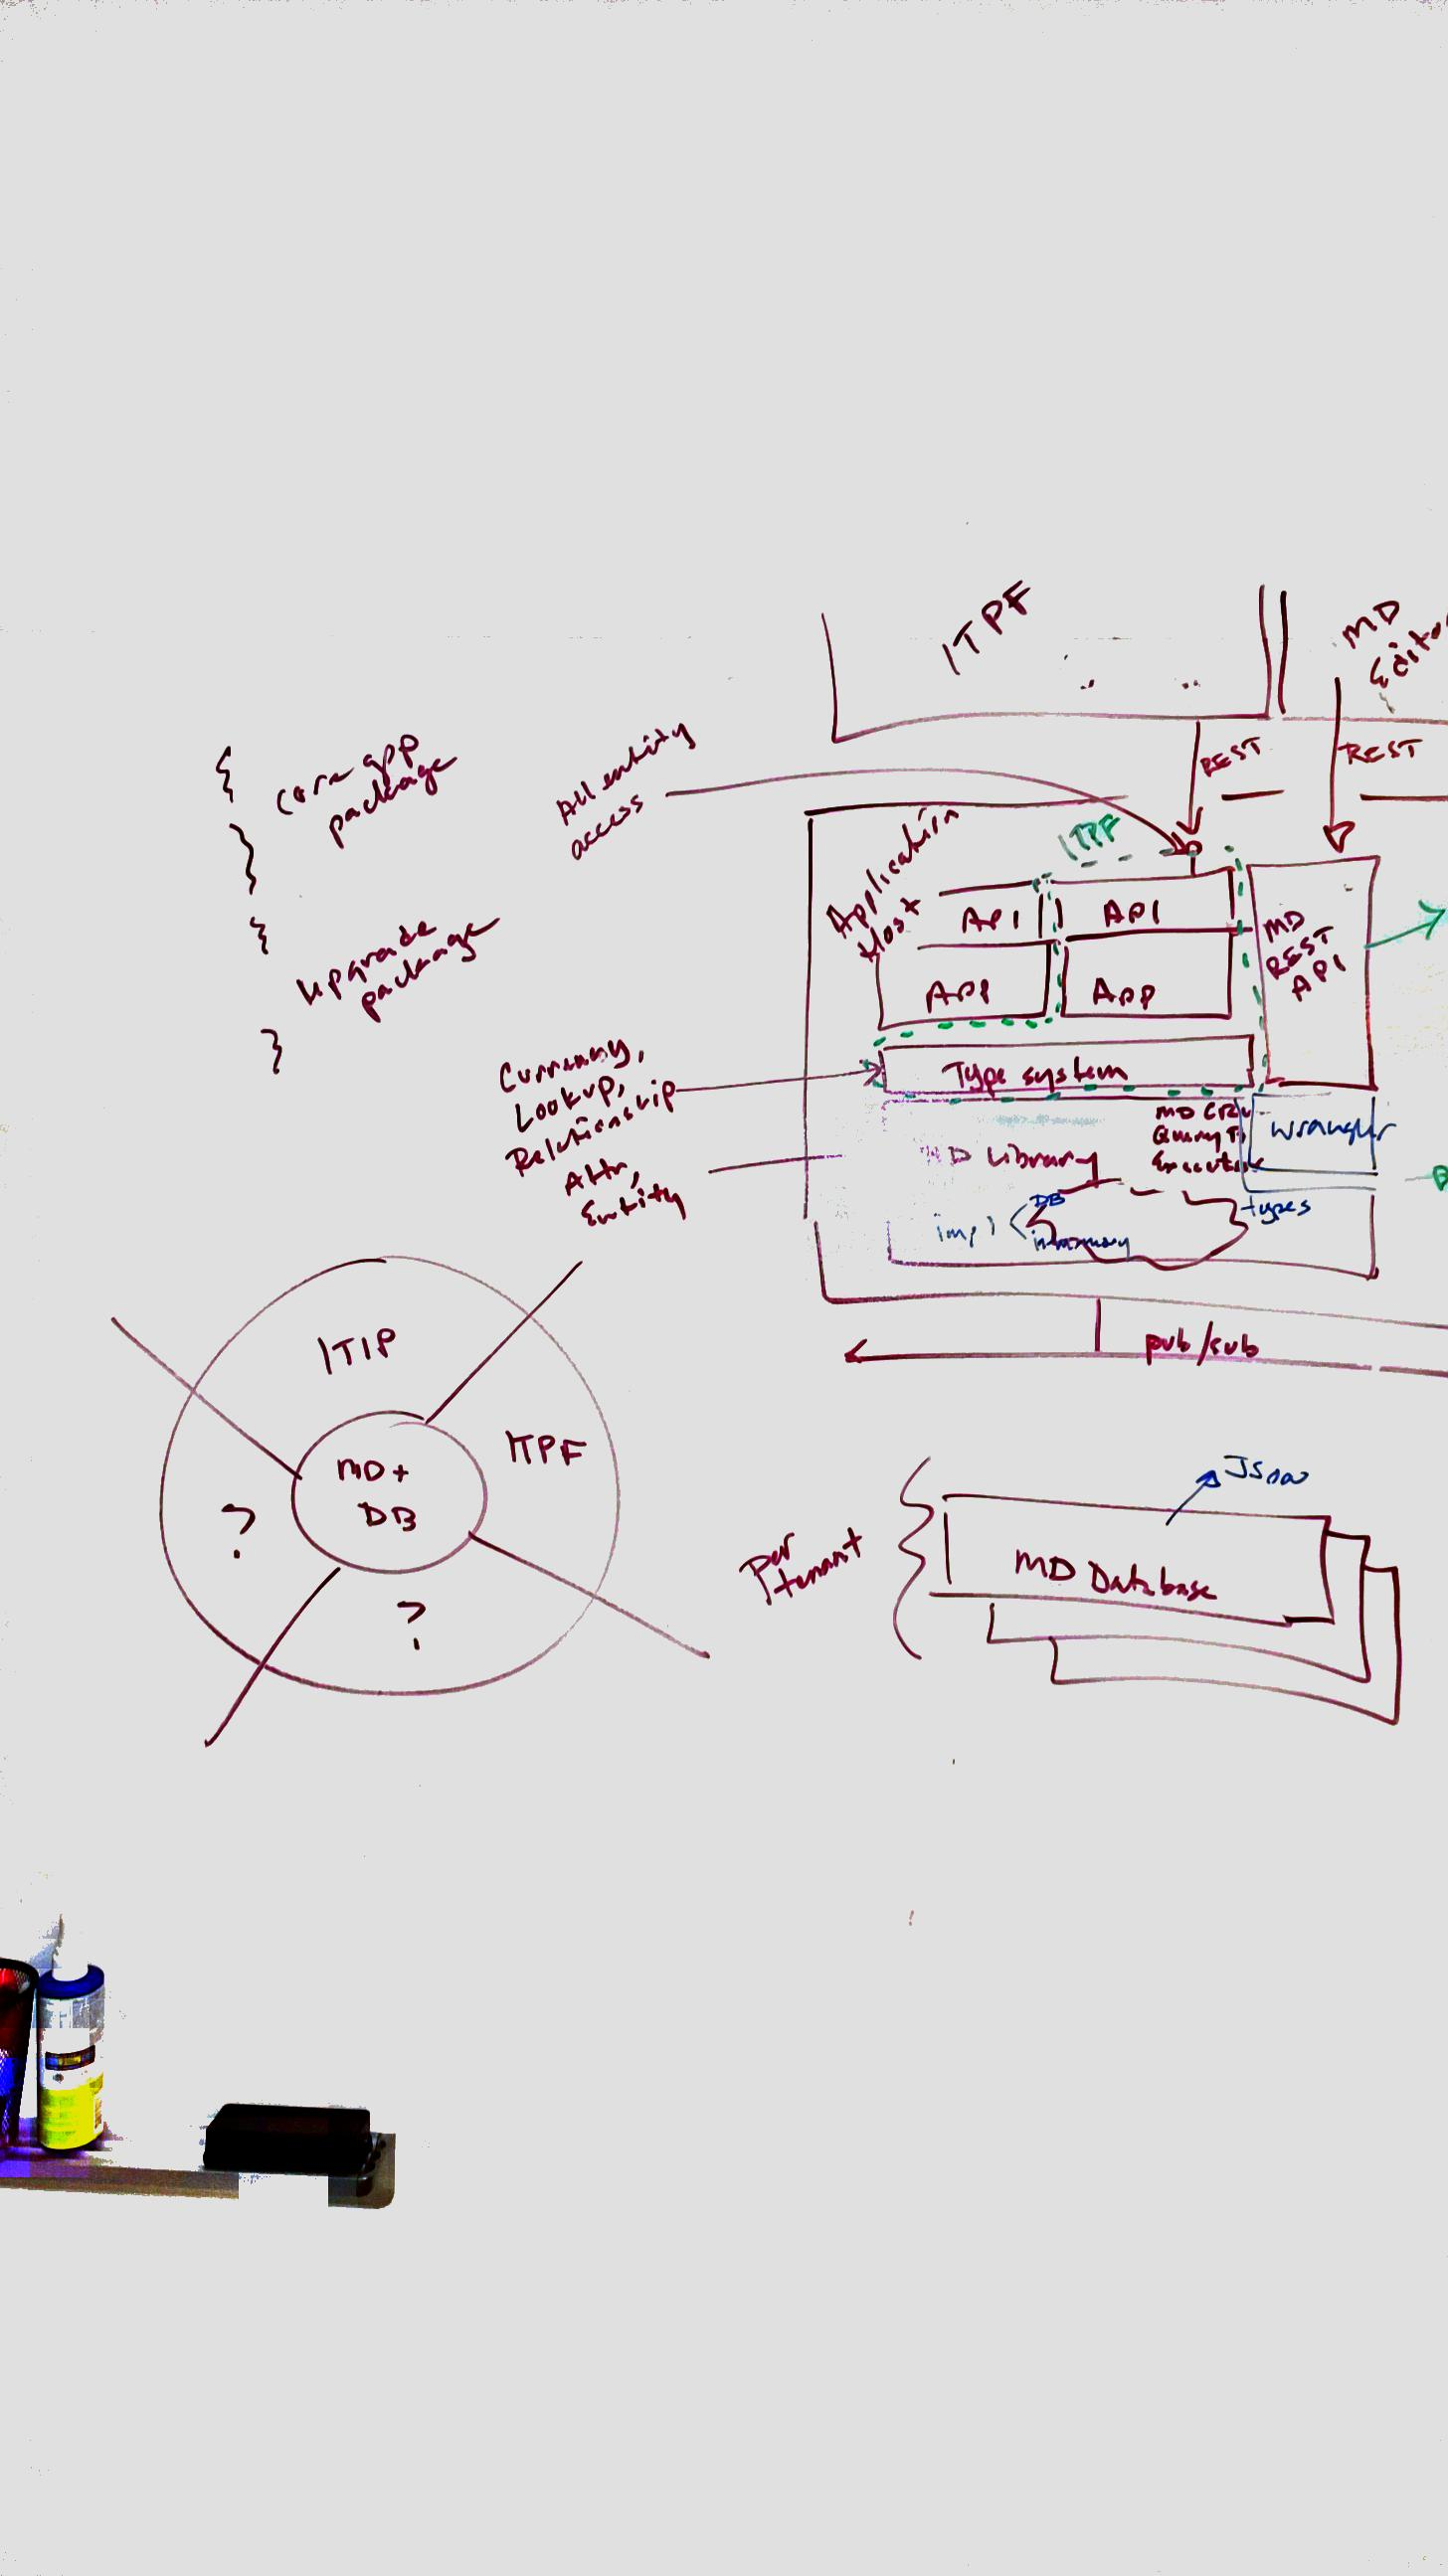 ITPF
MD
REST
REST
{
core app
package
}
{
Upgrade
package
}
All entity
access
Application
Host
ITPF
API
API
App
App
MD
REST
API
Type system
Currency,
Lookup,
Relationship
Attr,
Entity
MD Library
Query
Wrangler
impl
DB
inmemory
types
pub/sub
ITIP
ITPF
MD+
DB
?
?
Per
tenant
JSON
MD Database